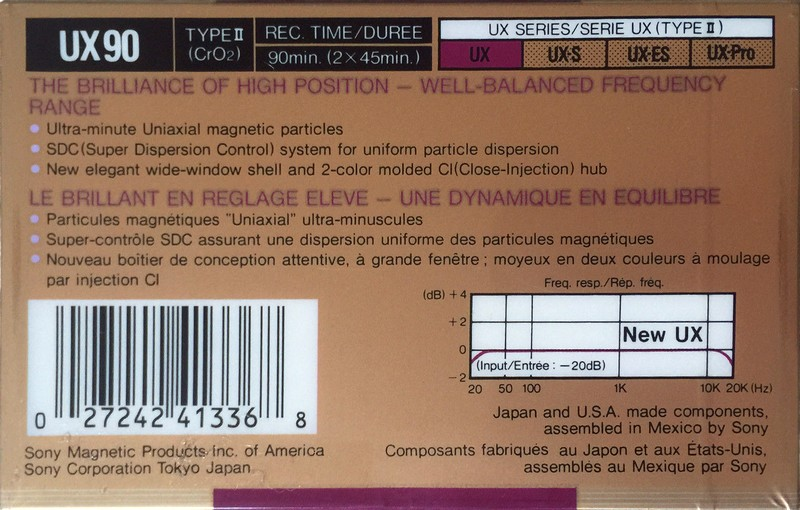 UX90
TYPE II
(CrO2)
REC. TIME/DUREE
90min. (2×45min.)
UX SERIES/SERIE UX (TYPE II)
UX UX-S UX-ES UX-Pro
THE BRILLIANCE OF HIGH POSITION — WELL-BALANCED FREQUENCY
RANGE
Ultra-minute Uniaxial magnetic particles
SDC(Super Dispersion Control) system for uniform particle dispersion
New elegant wide-window shell and 2-color molded CI(Close-Injection) hub
LE BRILLANT EN REGLAGE ELEVE — UNE DYNAMIQUE EN EQUILIBRE
Particules magnétiques "Uniaxial" ultra-minuscules
Super-contrôle SDC assurant une dispersion uniforme des particules magnétiques
Nouveau boîtier de conception attentive, à grande fenêtre ; moyeux en deux couleurs à moulage
par injection CI
Freq. resp./Rép. fréq.
(dB) +4
+2
0
−2
New UX
(Input/Entrée : −20dB)
20 50 100 1K 10K 20K (Hz)
0 27242 41336 8
Japan and U.S.A. made components,
assembled in Mexico by Sony
Sony Magnetic Products Inc. of America
Sony Corporation Tokyo Japan
Composants fabriqués au Japon et aux États-Unis,
assemblés au Mexique par Sony